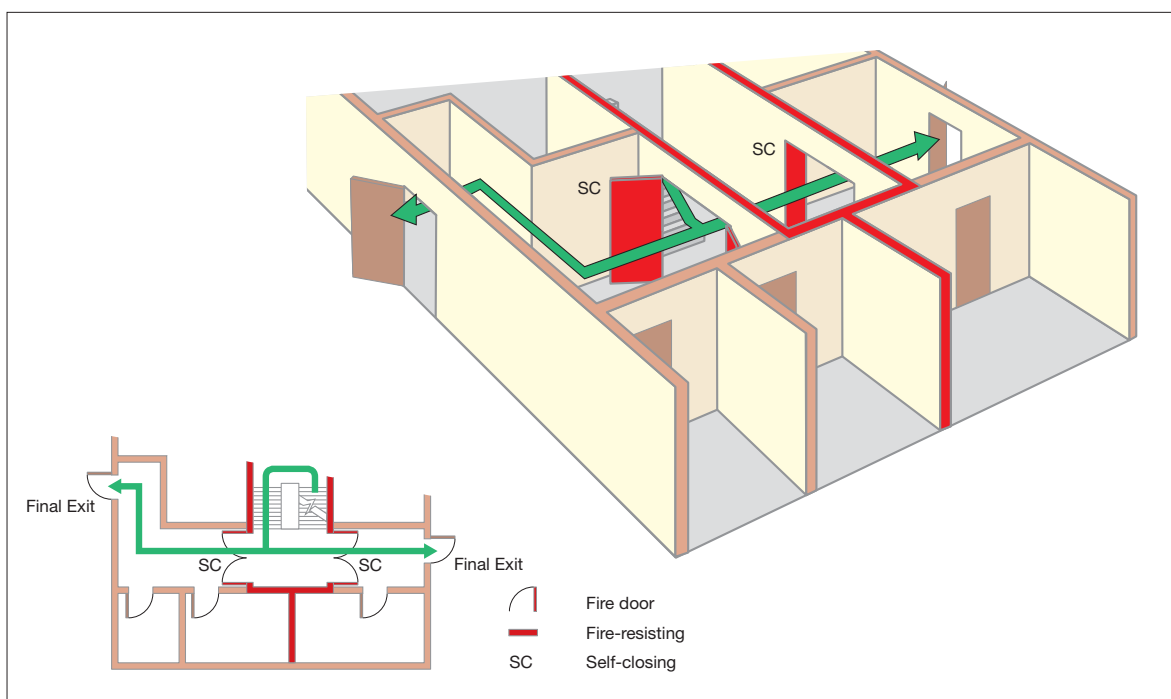 SC
SC
Final Exit
SC
SC
Final Exit
Fire door
Fire-resisting
SC
Self-closing